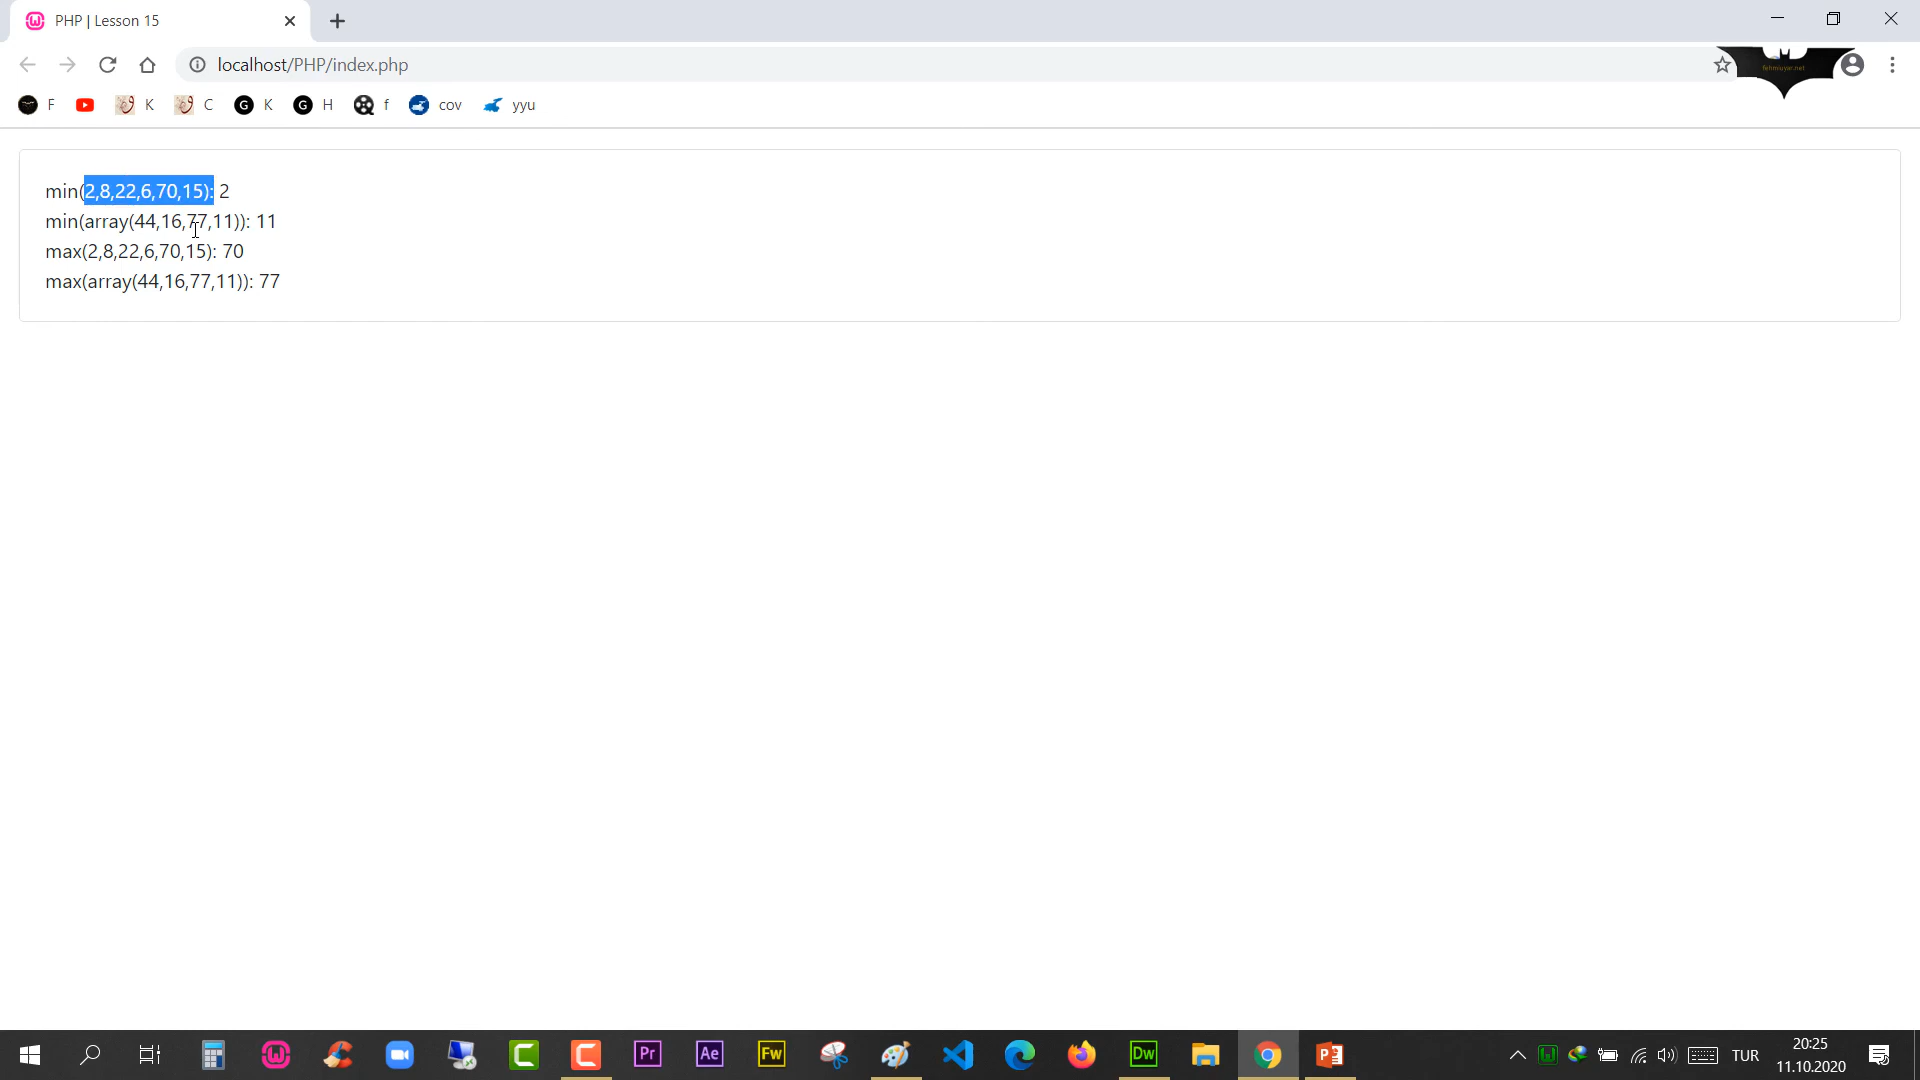 PHP | Lesson 15
localhost/PHP/index.php
fehmiuyar.net
F K C G K G H f cov yyu
min(2,8,22,6,70,15): 2
min(array(44,16,77,11)): 11
max(2,8,22,6,70,15): 70
max(array(44,16,77,11)): 77
Pr Ae Fw Dw
TUR
20:25
11.10.2020